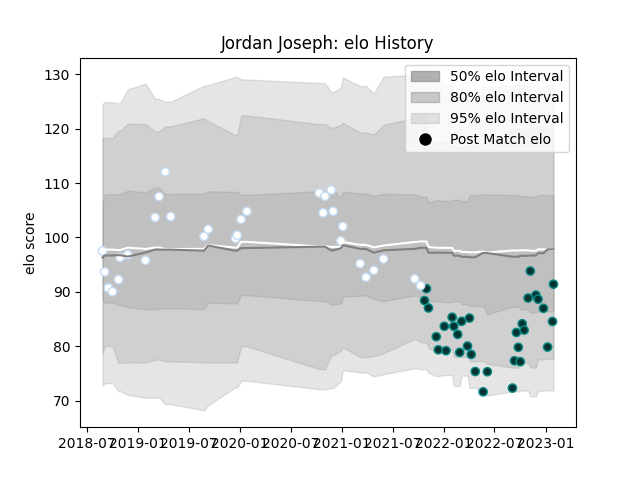 Jordan Joseph: elo History
elo score
130
120
110
100
90
80
70
50% elo Interval
80% elo Interval
95% elo Interval
Post Match elo
2018-07 2019-01 2019-07 2020-01 2020-07 2021-01 2021-07 2022-01 2022-07 2023-01